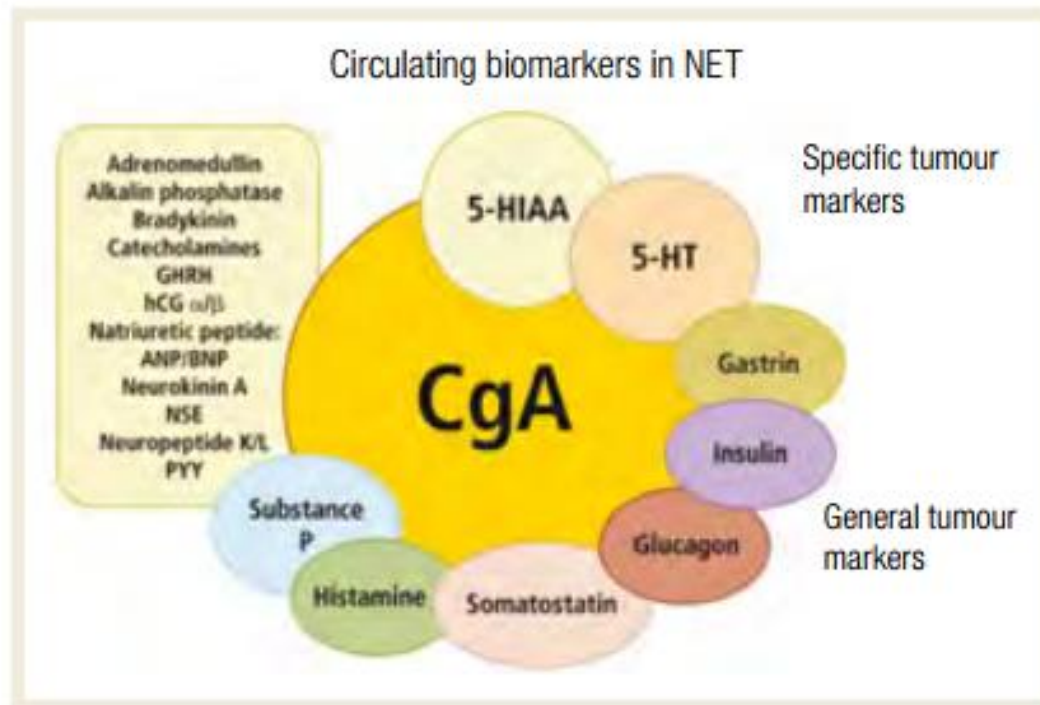 Circulating biomarkers in NET
Adrenomedullin
Alkalin phosphatase
Bradykinin
Catecholamines
GHRH
hCG α/β
Natriuretic peptide:
ANP/BNP
Neurokinin A
NSE
Neuropeptide K/L
PYY
5-HIAA
5-HT
Specific tumour
markers
CgA
Gastrin
Insulin
Glucagon
General tumour
markers
Substance
P
Histamine
Somatostatin